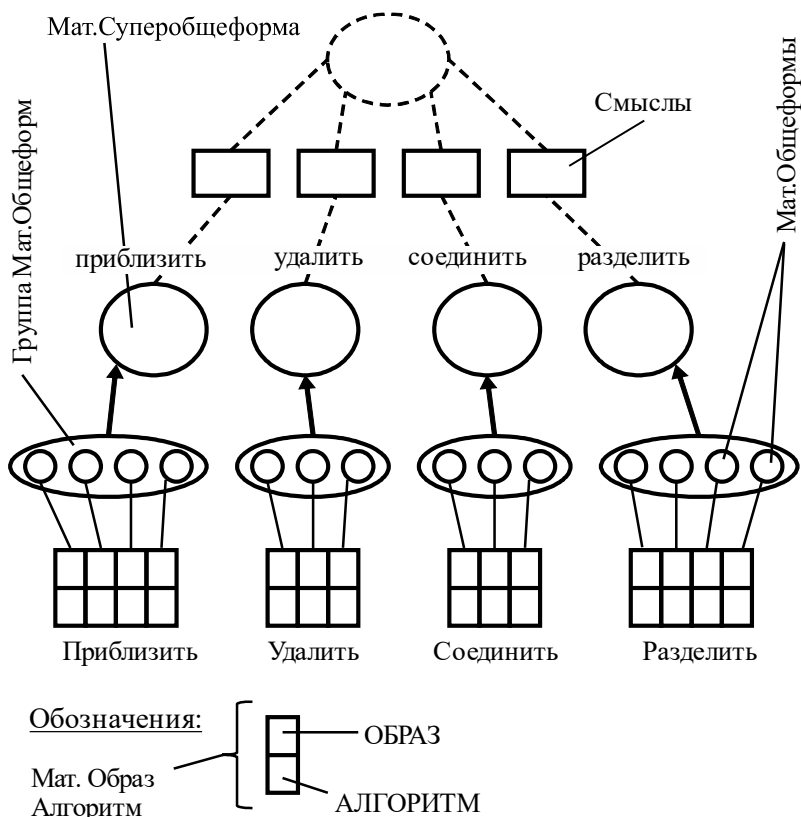 Мат.Суперобщеформа
Смыслы
Мат.Общеформы
Группа Мат.Общеформ
приблизить
удалить
соединить
разделить
Приблизить
Удалить
Соединить
Разделить
Обозначения:
ОБРАЗ
Мат. Образ
Алгоритм
АЛГОРИТМ